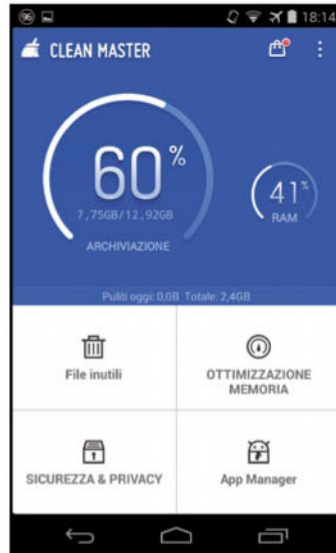 96
18:14
CLEAN MASTER
60%
7,75GB/12,92GB
ARCHIVIAZIONE
41%
RAM
Puliti oggi: 0,0B Totale: 2,4GB
File inutili
OTTIMIZZAZIONE
MEMORIA
SICUREZZA & PRIVACY
App Manager